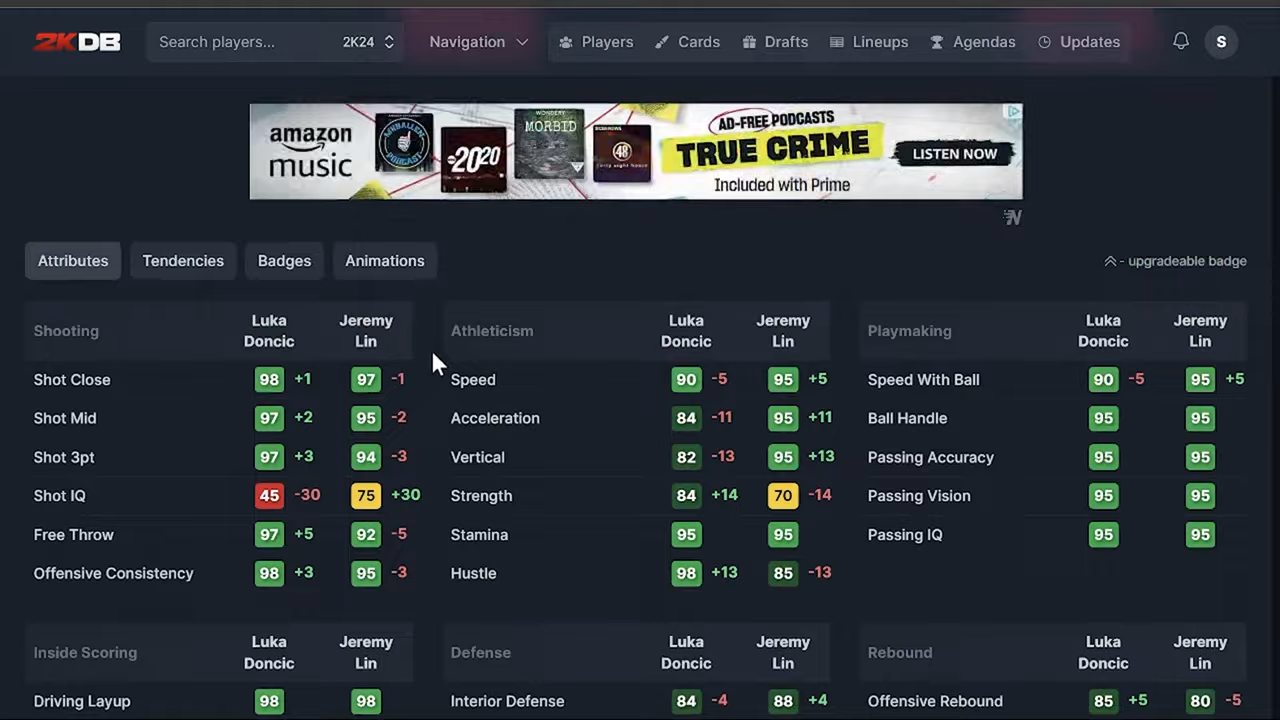 2KDB
Search players...
2K24
Navigation
Players
Cards
Drafts
Lineups
Agendas
Updates
S
amazon music
20/20
WONDERY
MORBID
48
AD-FREE PODCASTS
TRUE CRIME
Included with Prime
LISTEN NOW
Attributes
Tendencies
Badges
Animations
- upgradeable badge
Shooting Luka Doncic Jeremy Lin
Shot Close 98 +1 97 -1
Shot Mid 97 +2 95 -2
Shot 3pt 97 +3 94 -3
Shot IQ 45 -30 75 +30
Free Throw 97 +5 92 -5
Offensive Consistency 98 +3 95 -3
Athleticism Luka Doncic Jeremy Lin
Speed 90 -5 95 +5
Acceleration 84 -11 95 +11
Vertical 82 -13 95 +13
Strength 84 +14 70 -14
Stamina 95 95
Hustle 98 +13 85 -13
Playmaking Luka Doncic Jeremy Lin
Speed With Ball 90 -5 95 +5
Ball Handle 95 95
Passing Accuracy 95 95
Passing Vision 95 95
Passing IQ 95 95
Inside Scoring Luka Doncic Jeremy Lin
Driving Layup 98 98
Defense Luka Doncic Jeremy Lin
Interior Defense 84 -4 88 +4
Rebound Luka Doncic Jeremy Lin
Offensive Rebound 85 +5 80 -5